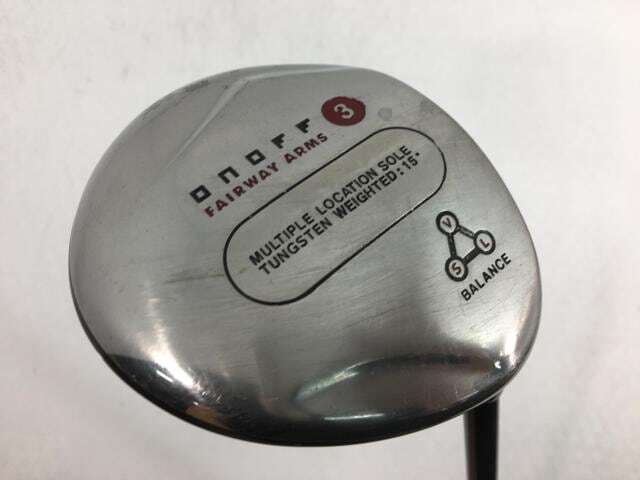 ONOFF 3
FAIRWAY ARMS
MULTIPLE LOCATION SOLE
TUNGSTEN WEIGHTED:15°
V
S L
BALANCE